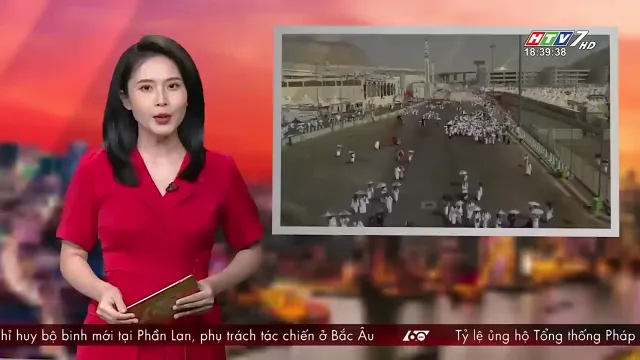 HTV7 HD
18:39:38
hỉ huy bộ binh mới tại Phần Lan, phụ trách tác chiến ở Bắc Âu 60 Tỷ lệ ủng hộ Tổng thống Pháp